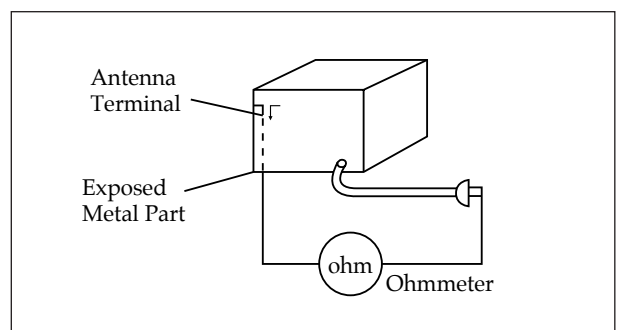 Antenna
Terminal
Exposed
Metal Part
ohm
Ohmmeter